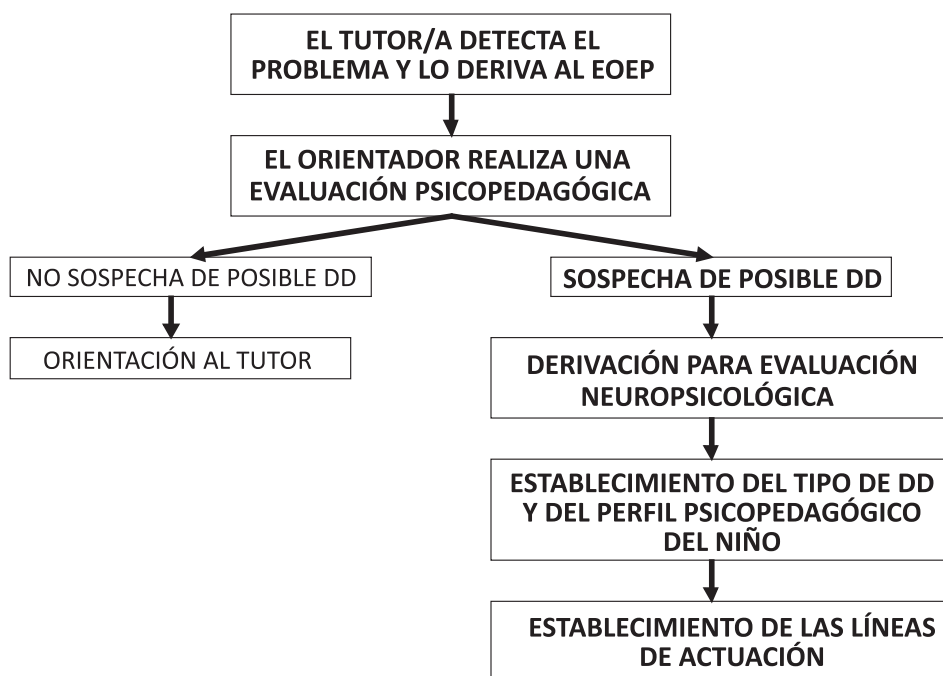 EL TUTOR/A DETECTA EL
PROBLEMA Y LO DERIVA AL EOEP
EL ORIENTADOR REALIZA UNA
EVALUACIÓN PSICOPEDAGÓGICA
NO SOSPECHA DE POSIBLE DD
ORIENTACIÓN AL TUTOR
SOSPECHA DE POSIBLE DD
DERIVACIÓN PARA EVALUACIÓN
NEUROPSICOLÓGICA
ESTABLECIMIENTO DEL TIPO DE DD
Y DEL PERFIL PSICOPEDAGÓGICO
DEL NIÑO
ESTABLECIMIENTO DE LAS LÍNEAS
DE ACTUACIÓN